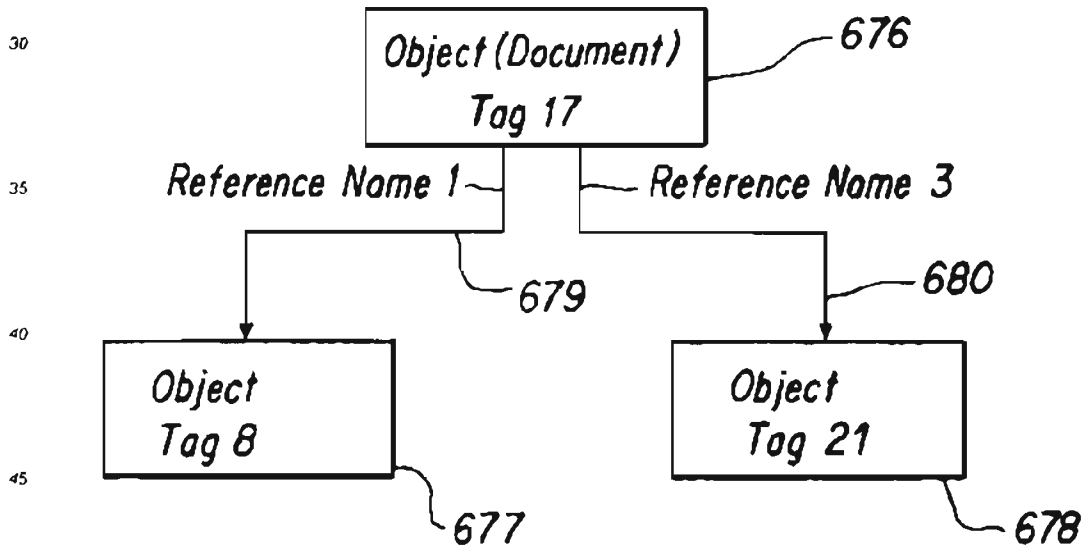 30
Object (Document)
676
Tag 17
35
Reference Name 1
Reference Name 3
679
680
40
Object
Object
Tag 8
Tag 21
45
677
678